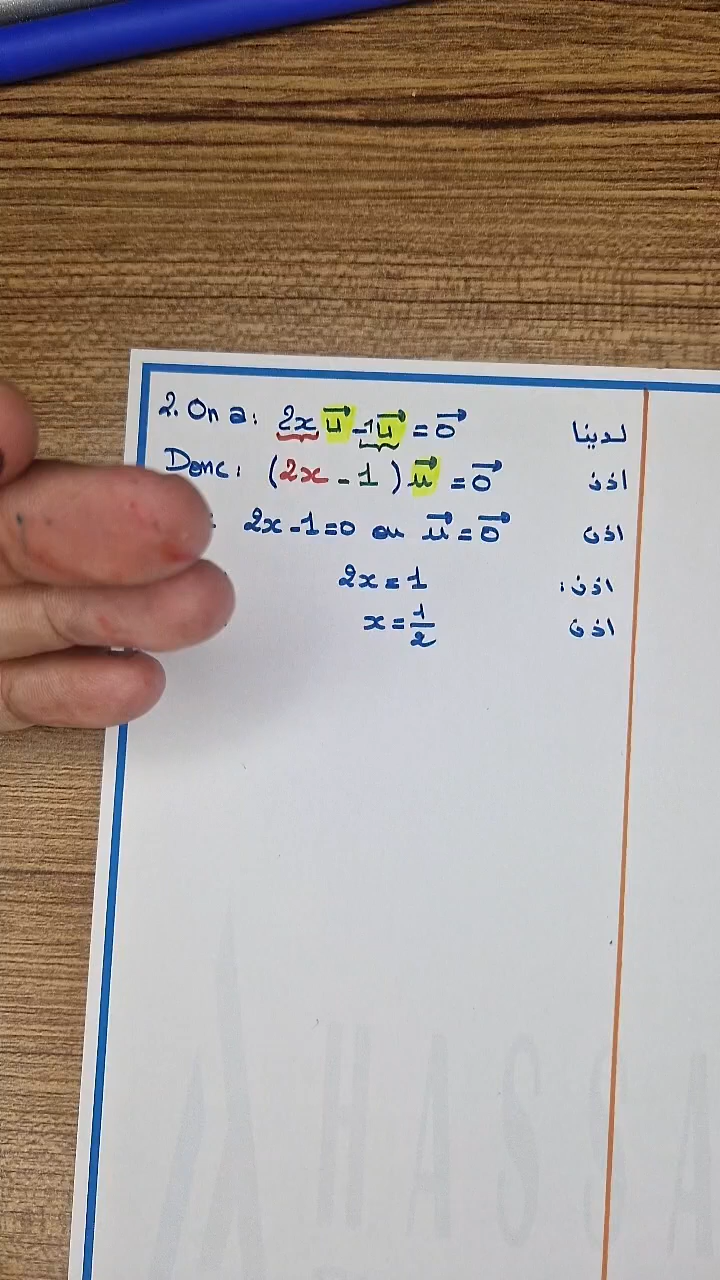 2. On a: 2x u⃗ -1u⃗ = 0⃗ لدينا
Donc: (2x - 1) u⃗ = 0⃗ اذن
2x-1=0 ou u⃗ = 0⃗ اذن
2x = 1 اذن:
x = 1/2 اذن
HASSA